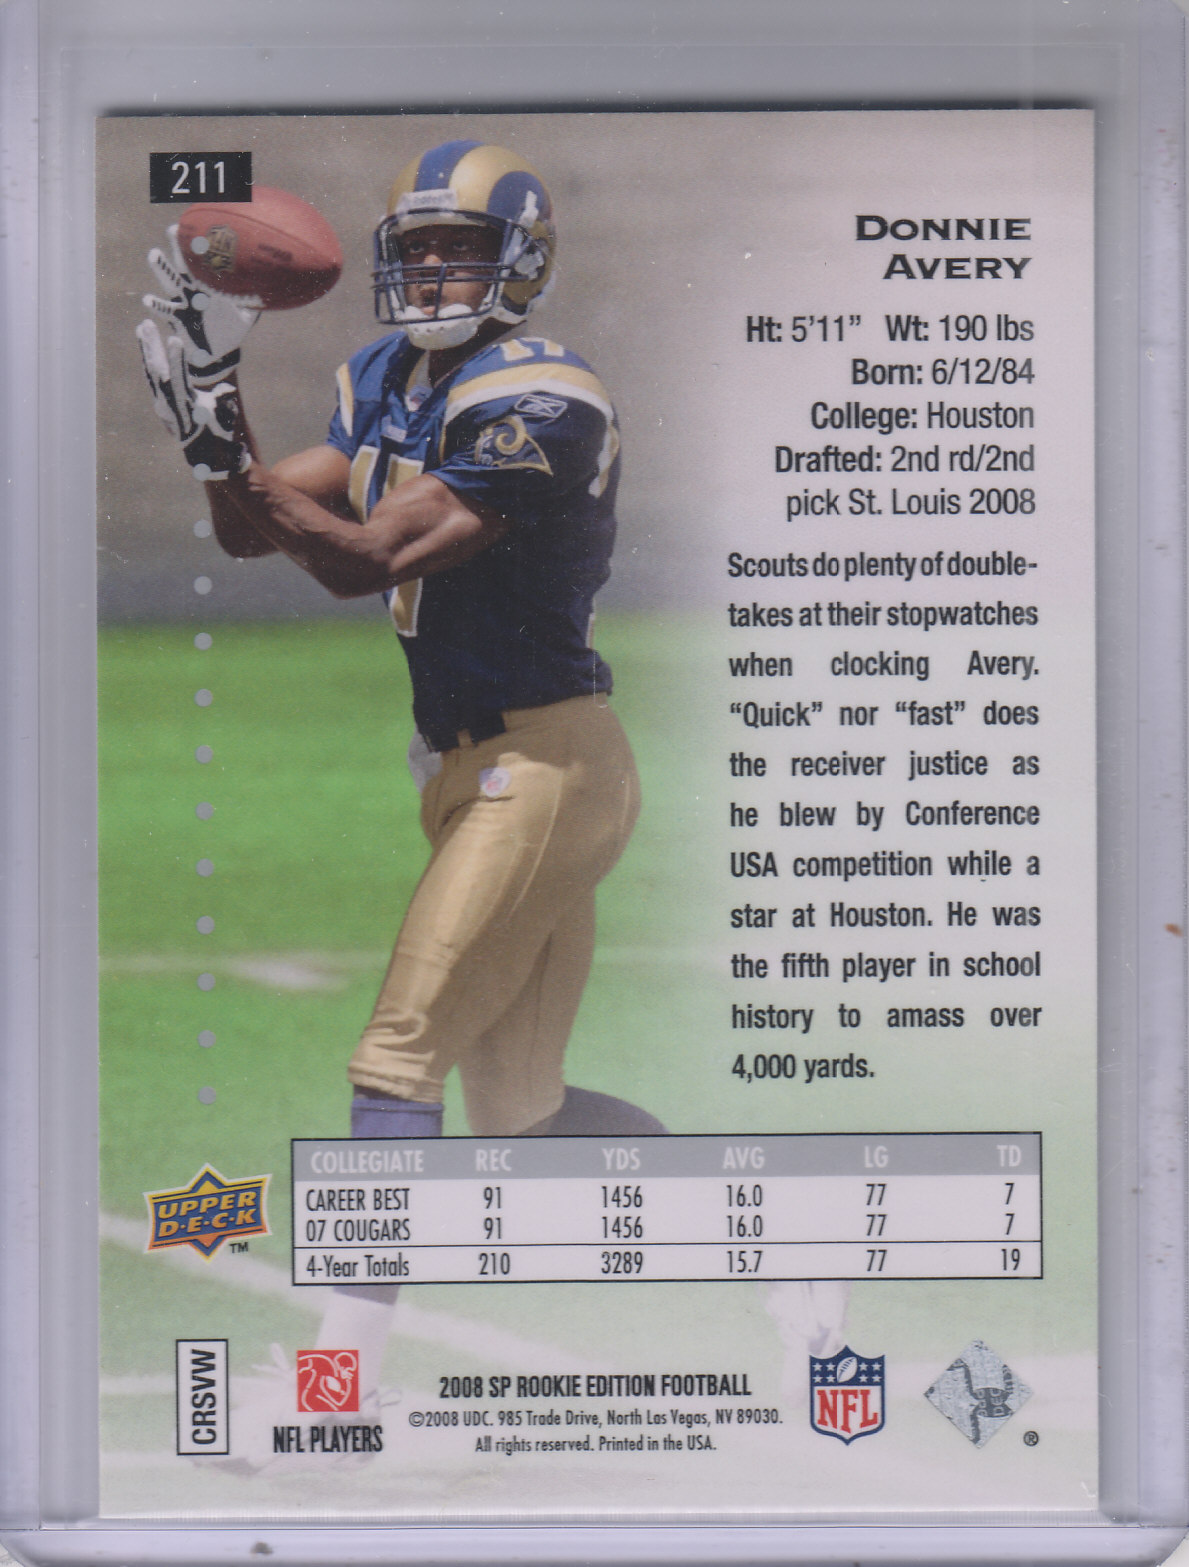 211
DONNIE
AVERY
Ht: 5'11” Wt: 190 lbs
Born: 6/12/84
College: Houston
Drafted: 2nd rd/2nd
pick St. Louis 2008
Scouts do plenty of double-
takes at their stopwatches
when clocking Avery.
“Quick” nor “fast” does
the receiver justice as
he blew by Conference
USA competition while a
star at Houston. He was
the fifth player in school
history to amass over
4,000 yards.
COLLEGIATE REC YDS AVG LG TD
CAREER BEST 91 1456 16.0 77 7
07 COUGARS 91 1456 16.0 77 7
4-Year Totals 210 3289 15.7 77 19
UPPER
D•E•C•K
TM
CRSVW
NFL PLAYERS
2008 SP ROOKIE EDITION FOOTBALL
©2008 UDC. 985 Trade Drive, North Las Vegas, NV 89030.
All rights reserved. Printed in the USA.
NFL
®
17
17